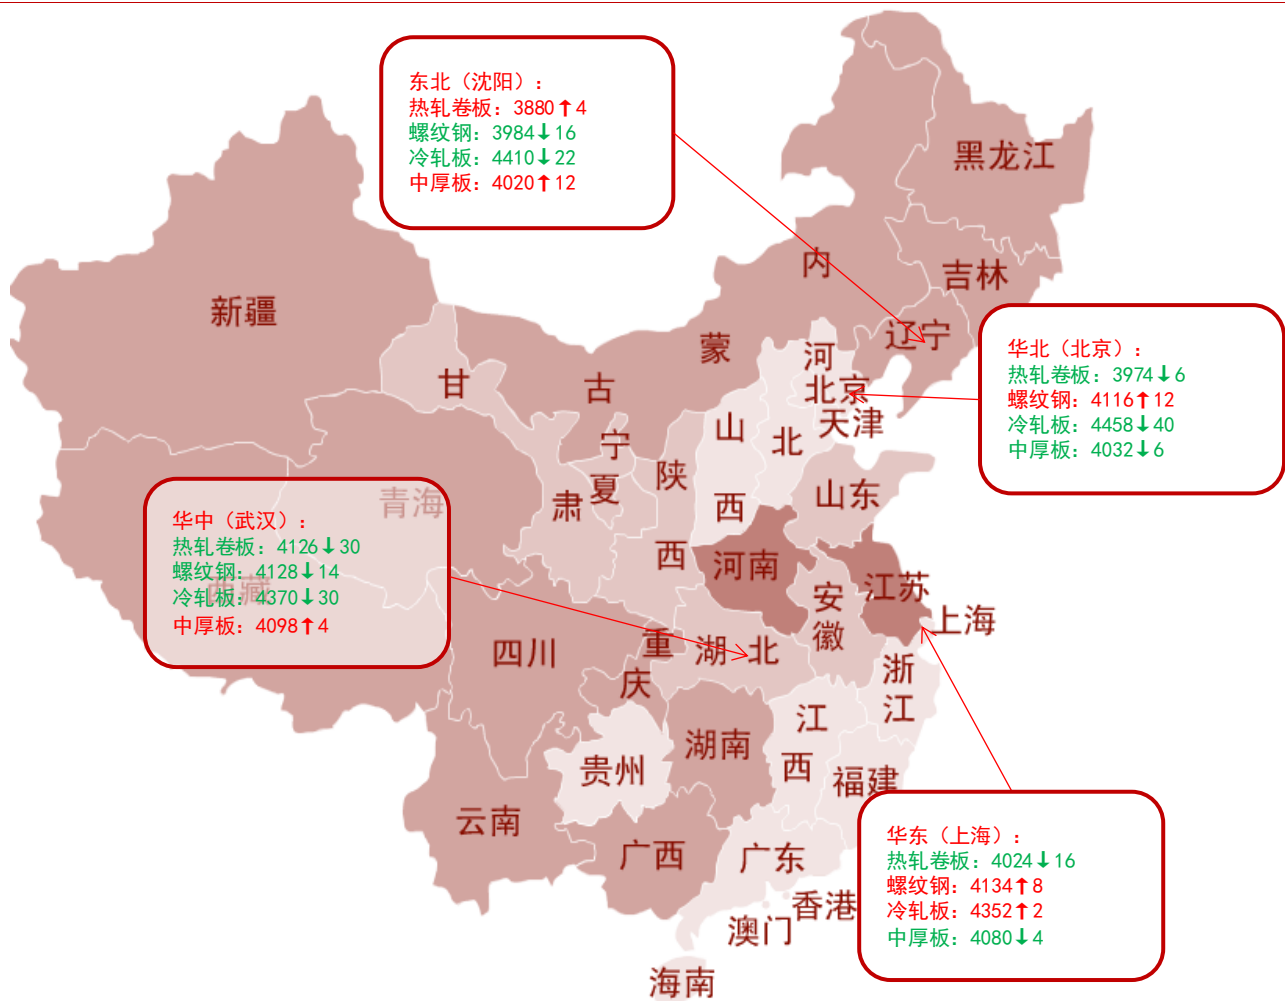 东北（沈阳）：
热轧卷板：3880↑4
螺纹钢：3984↓16
冷轧板：4410↓22
中厚板：4020↑12
黑龙江
内
吉林
新疆
辽宁
蒙
河
华北（北京）：
热轧卷板：3974↓6
螺纹钢：4116↑12
冷轧板：4458↓40
中厚板：4032↓6
甘
古
北京
天津
山
北
宁
陕
夏
山东
青海
肃
西
华中（武汉）：
热轧卷板：4126↓30
螺纹钢：4128↓14
冷轧板：4370↓30
中厚板：4098↑4
西藏
西
河南
江苏
安
徽
上海
四川
重
庆
湖
北
浙
江
江
西
湖南
贵州
福建
云南
广西
广东
香港
澳门
海南
华东（上海）：
热轧卷板：4024↓16
螺纹钢：4134↑8
冷轧板：4352↑2
中厚板：4080↓4